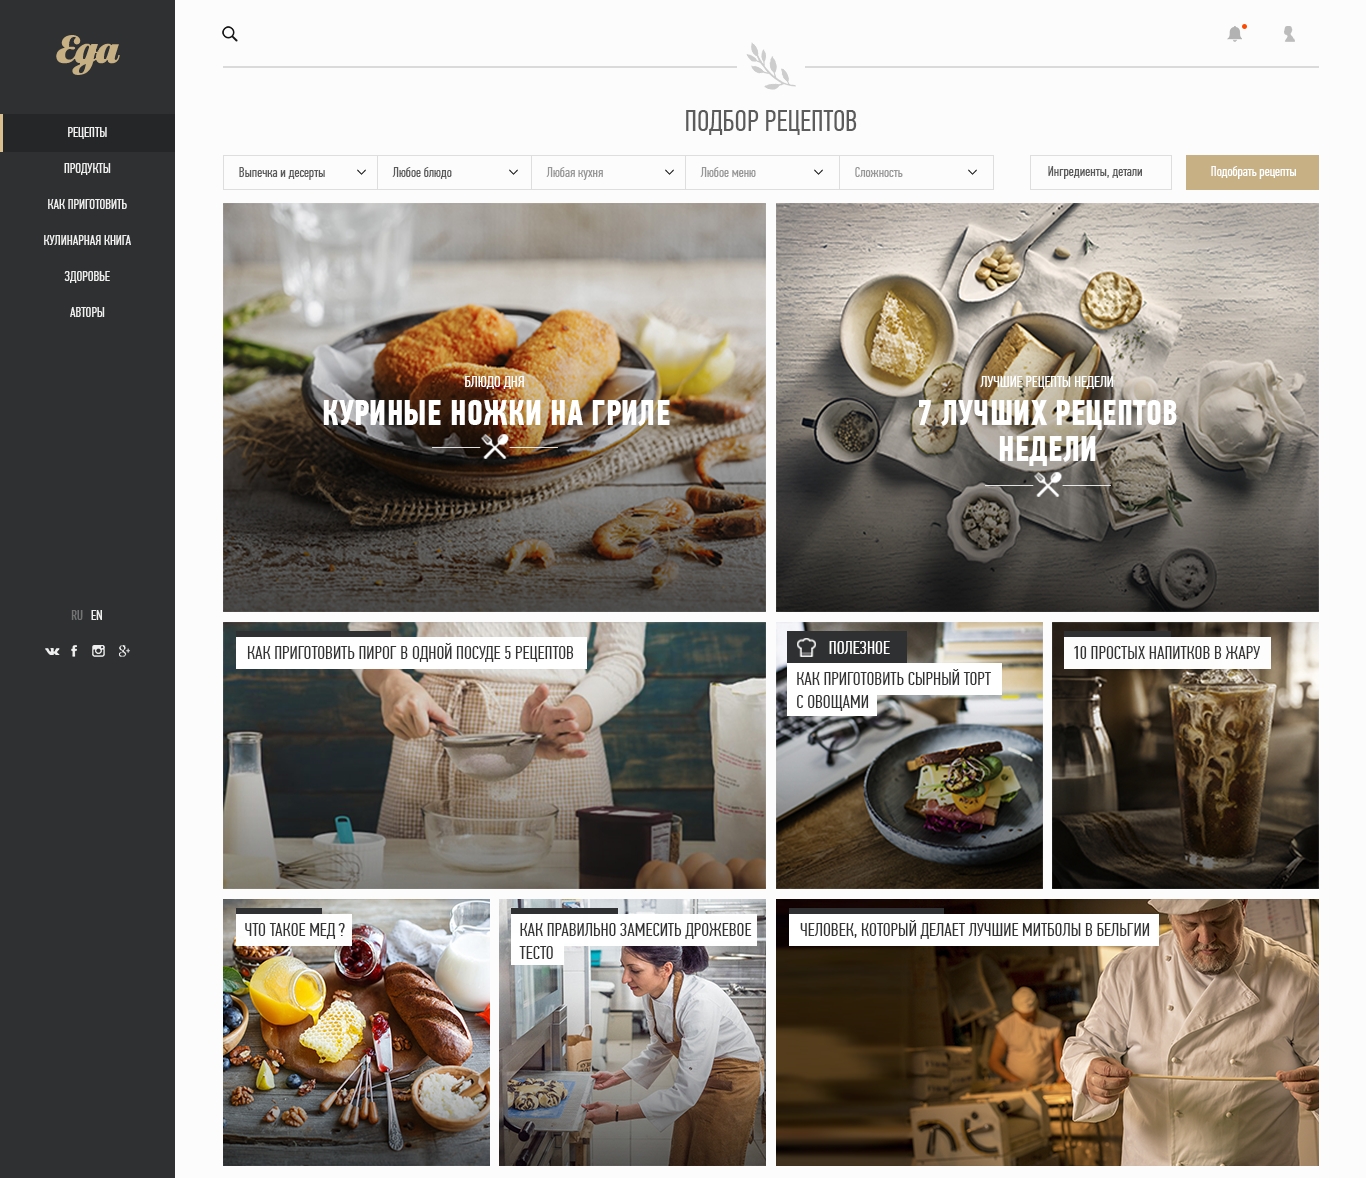 Еда
РЕЦЕПТЫ
ПРОДУКТЫ
КАК ПРИГОТОВИТЬ
КУЛИНАРНАЯ КНИГА
ЗДОРОВЬЕ
АВТОРЫ
RU EN
ПОДБОР РЕЦЕПТОВ
Выпечка и десерты
Любое блюдо
Любая кухня
Любое меню
Сложность
Ингредиенты, детали
Подобрать рецепты
БЛЮДО ДНЯ
КУРИНЫЕ НОЖКИ НА ГРИЛЕ
ЛУЧШИЕ РЕЦЕПТЫ НЕДЕЛИ
7 ЛУЧШИХ РЕЦЕПТОВ
НЕДЕЛИ
КАК ПРИГОТОВИТЬ ПИРОГ В ОДНОЙ ПОСУДЕ 5 РЕЦЕПТОВ
ПОЛЕЗНОЕ
КАК ПРИГОТОВИТЬ СЫРНЫЙ ТОРТ
С ОВОЩАМИ
10 ПРОСТЫХ НАПИТКОВ В ЖАРУ
ЧТО ТАКОЕ МЕД ?
КАК ПРАВИЛЬНО ЗАМЕСИТЬ ДРОЖЕВОЕ
ТЕСТО
ЧЕЛОВЕК, КОТОРЫЙ ДЕЛАЕТ ЛУЧШИЕ МИТБОЛЫ В БЕЛЬГИИ